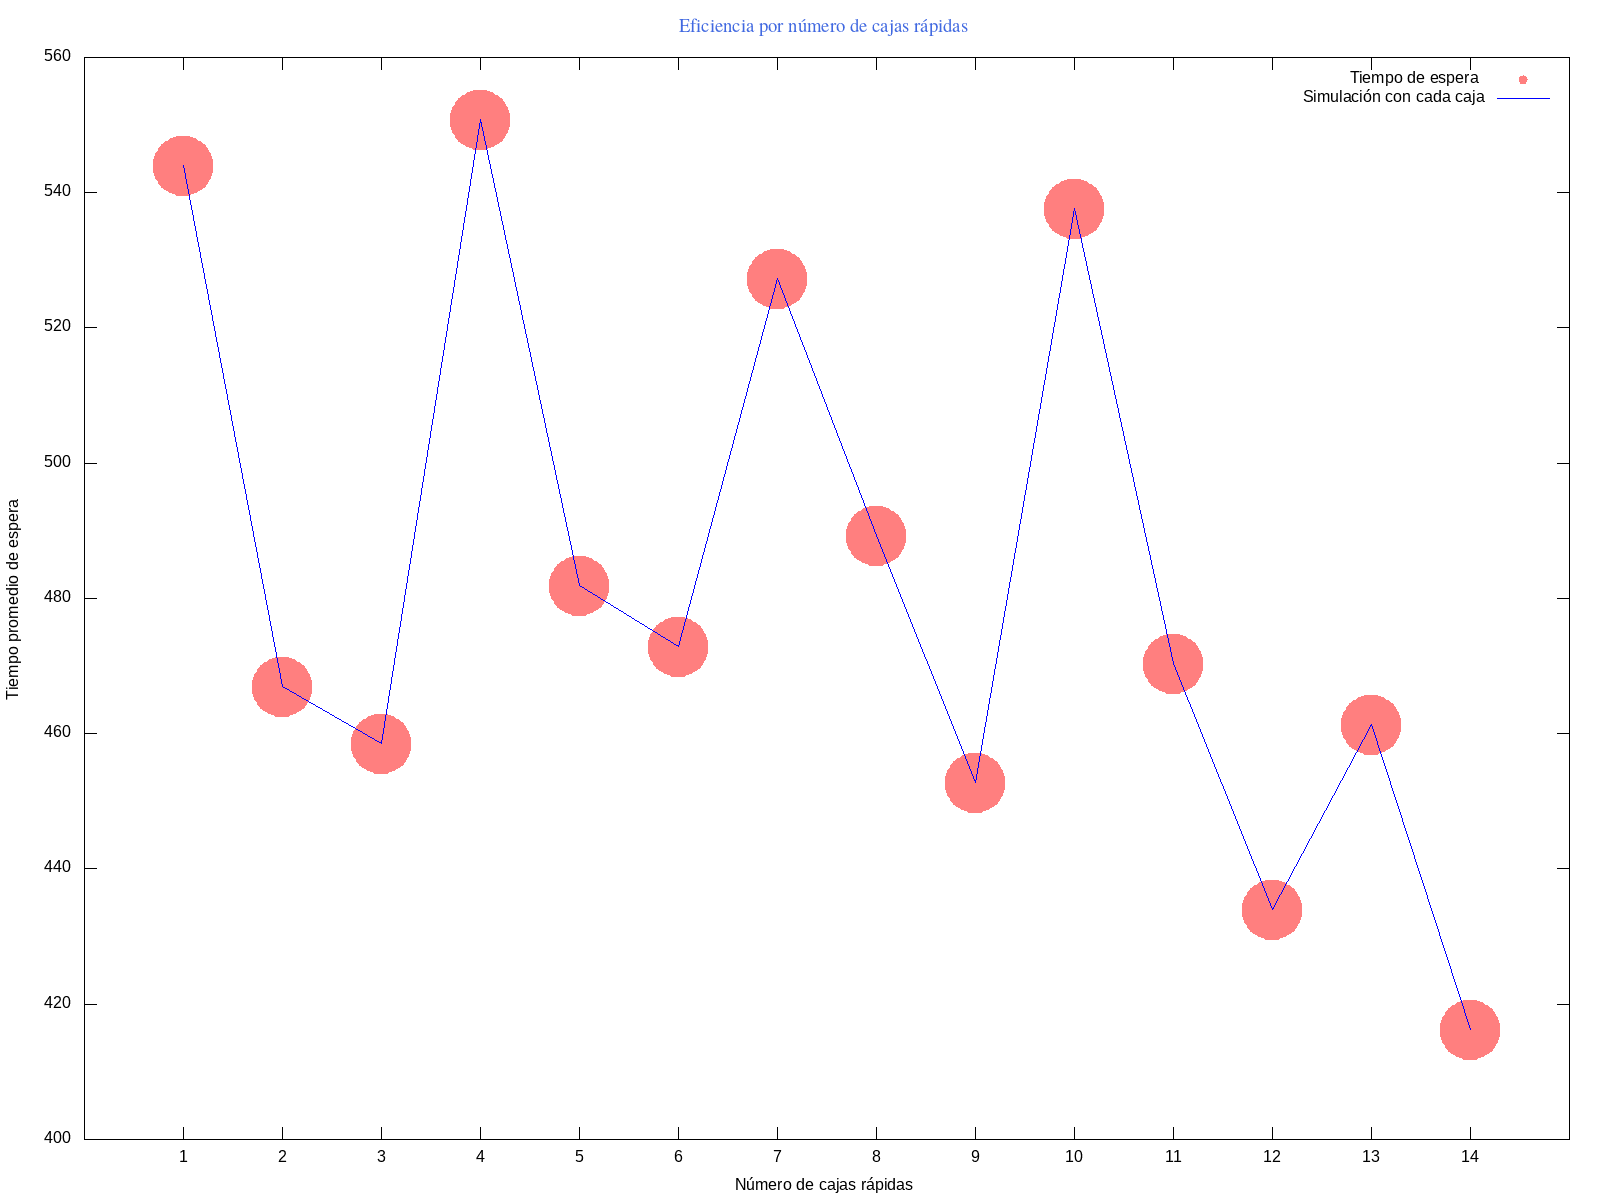 Eficiencia por número de cajas rápidas
Tiempo de espera
Simulación con cada caja
560
540
520
500
480
460
440
420
400
Tiempo promedio de espera
1 2 3 4 5 6 7 8 9 10 11 12 13 14
Número de cajas rápidas